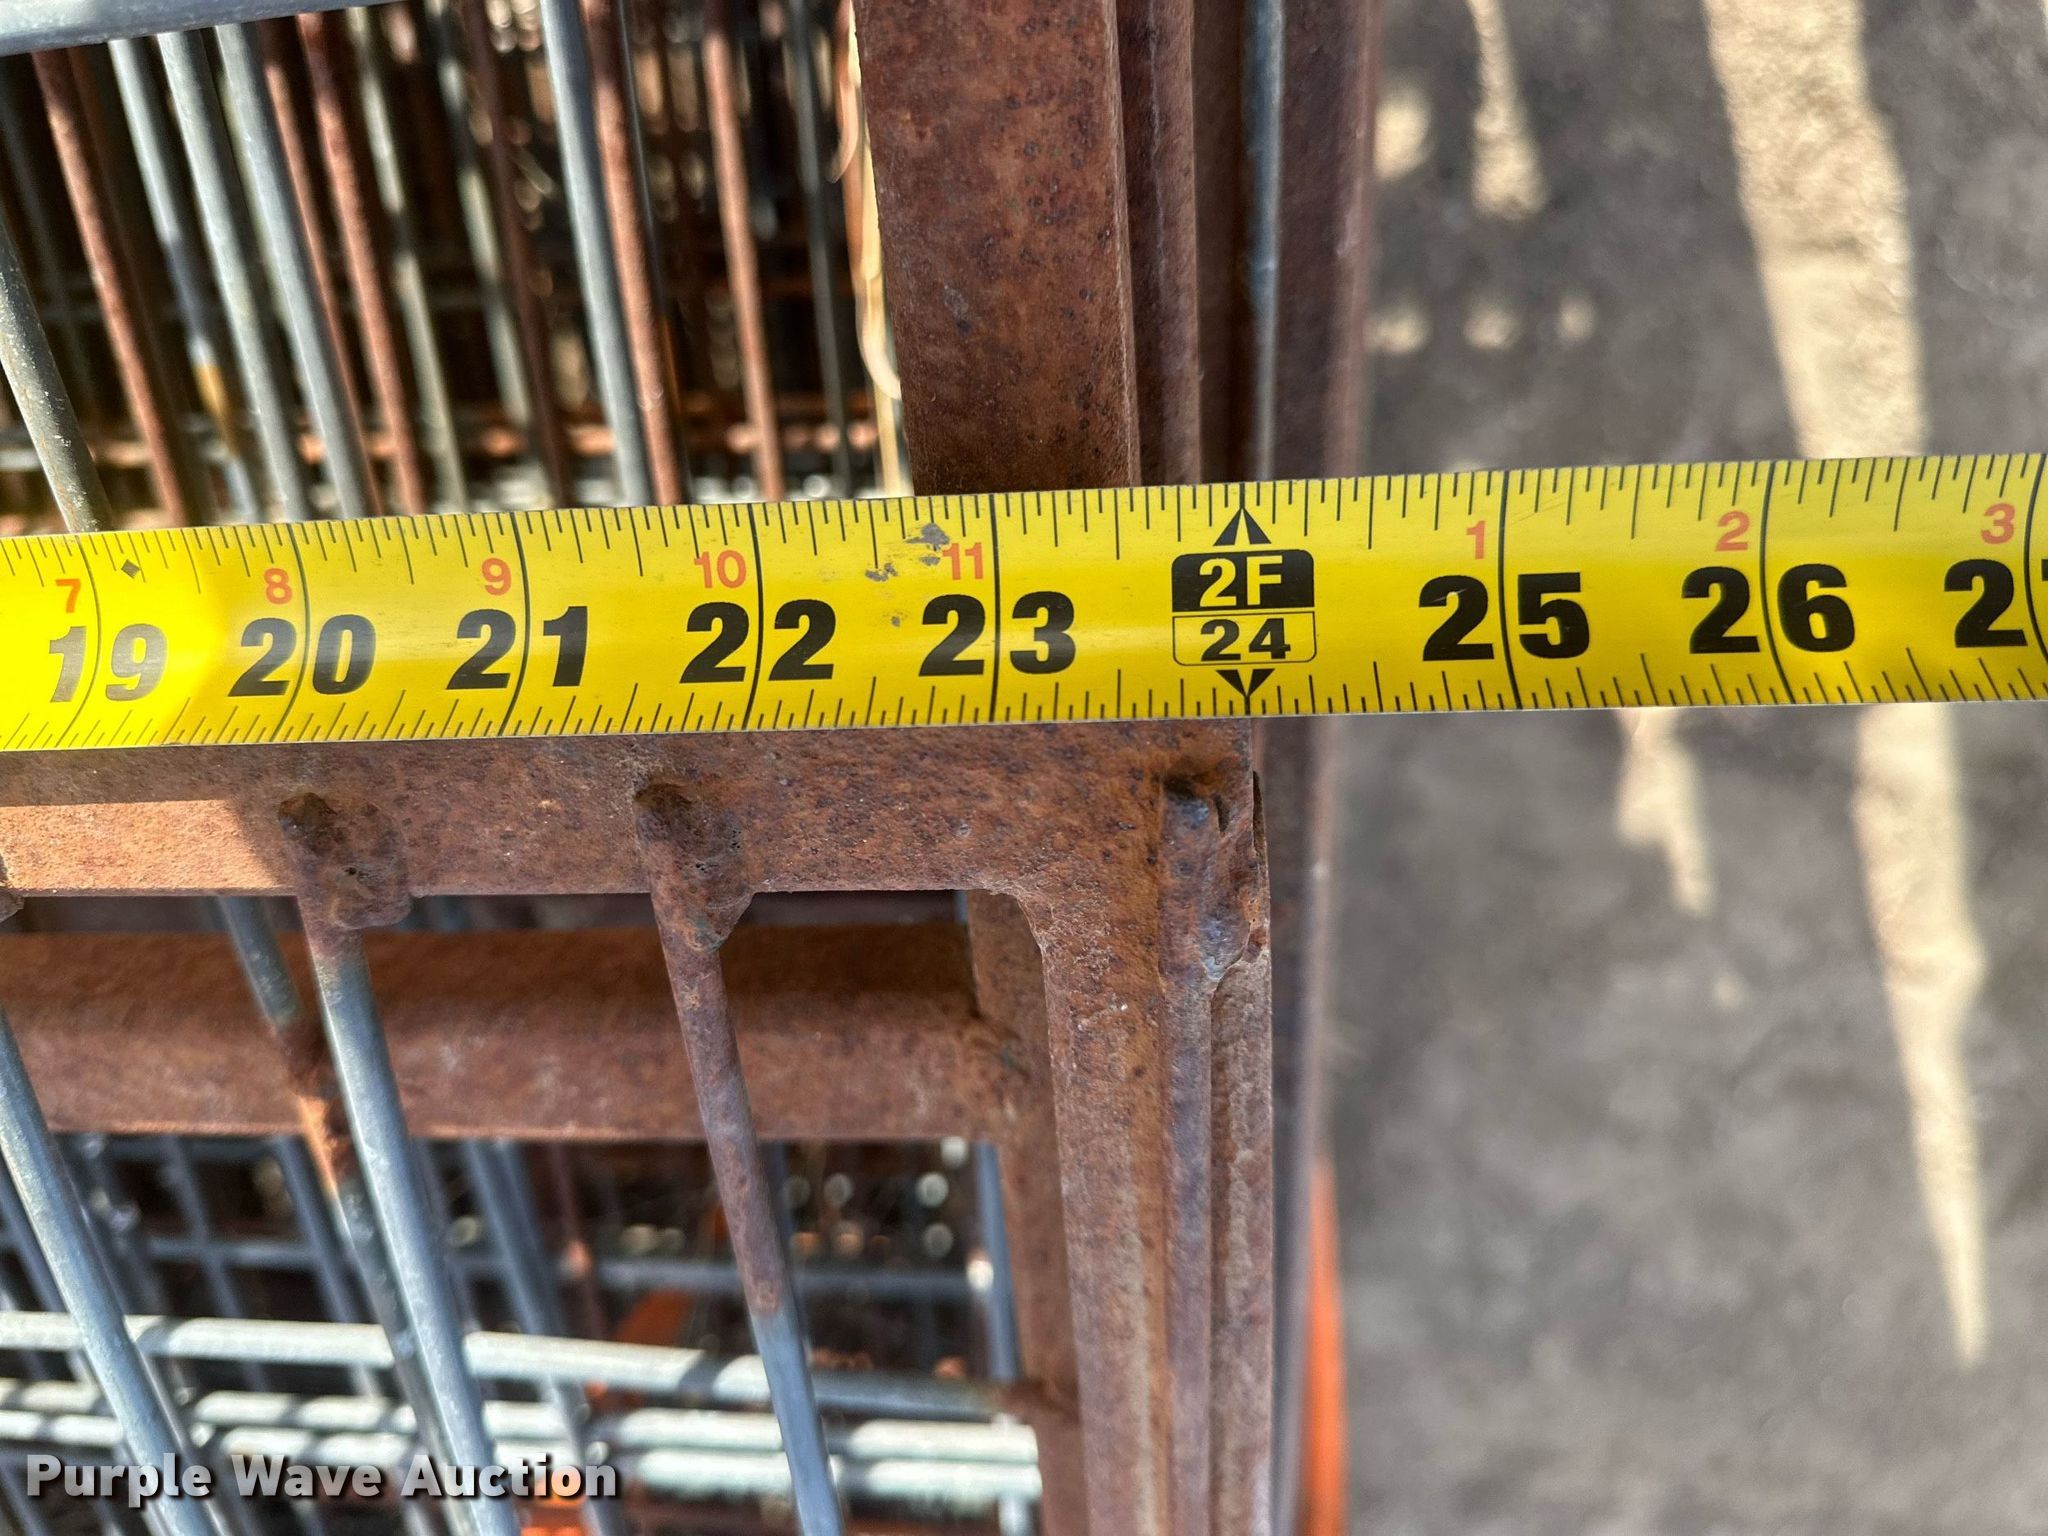 7 8 9 10 11 2F 1 2 3
19 20 21 22 23 24 25 26 2
Purple Wave Auction